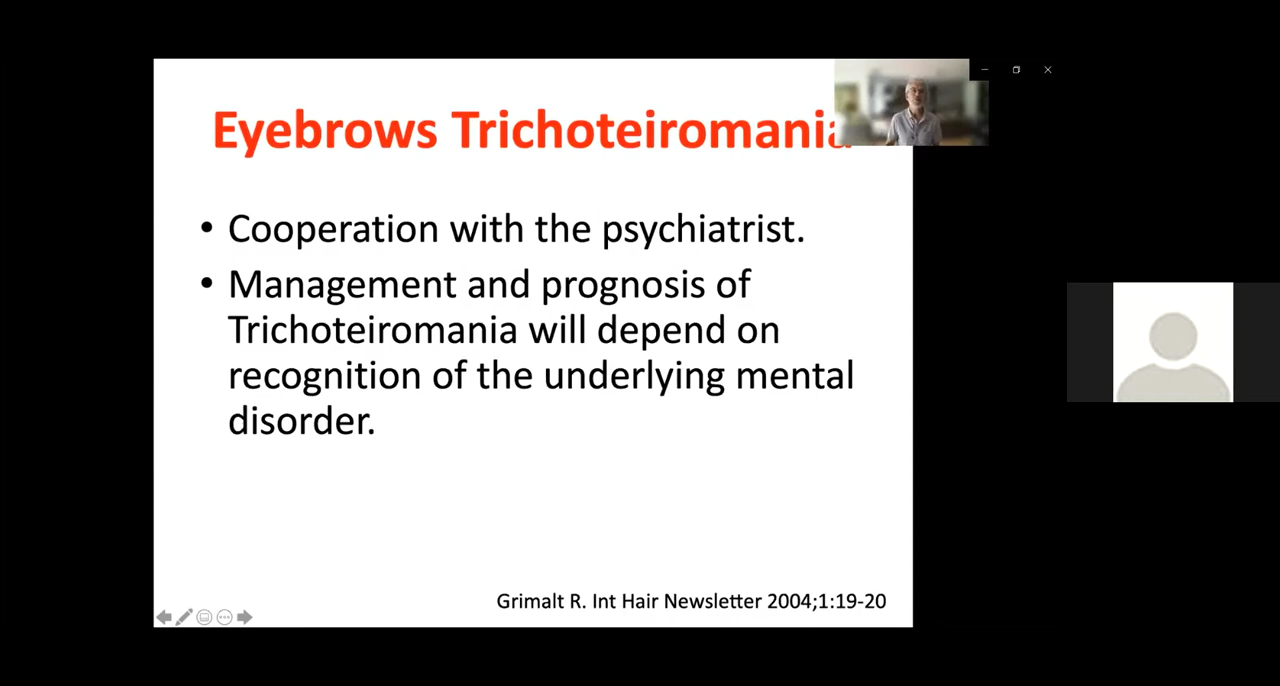 Eyebrows Trichoteiromania
• Cooperation with the psychiatrist.
• Management and prognosis of
Trichoteiromania will depend on
recognition of the underlying mental
disorder.
Grimalt R. Int Hair Newsletter 2004;1:19-20